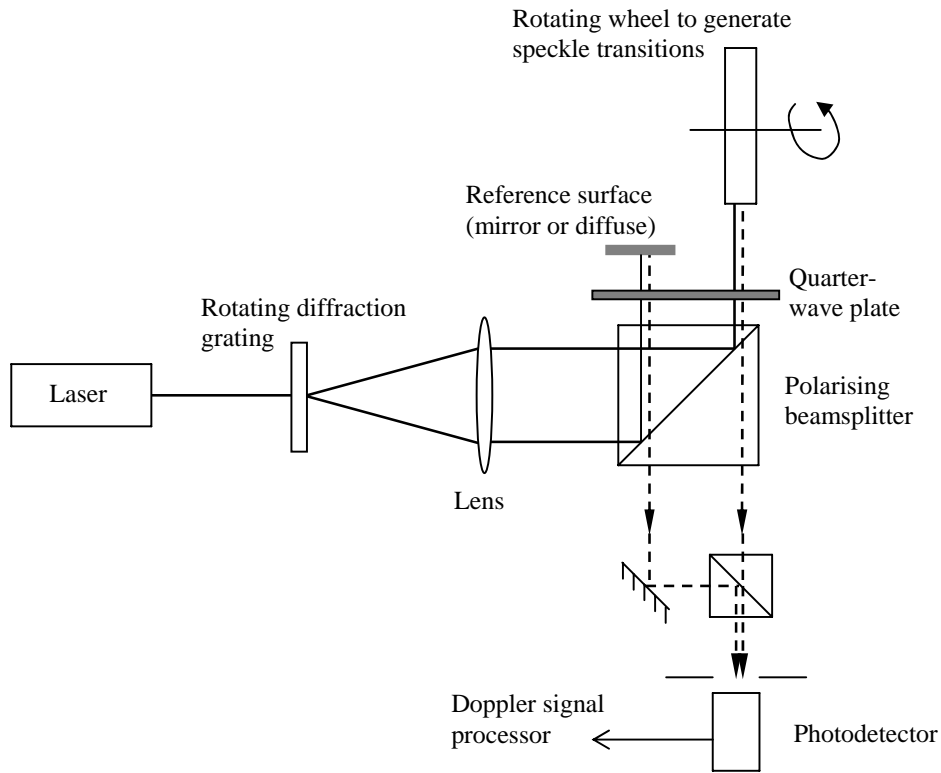 Rotating wheel to generate
speckle transitions
Reference surface
(mirror or diffuse)
Quarter-
wave plate
Rotating diffraction
grating
Laser
Polarising
beamsplitter
Lens
Doppler signal
processor
Photodetector